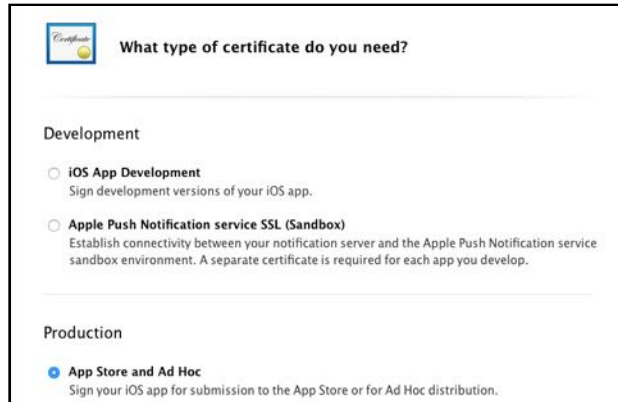 Certificate
What type of certificate do you need?
Development
iOS App Development
Sign development versions of your iOS app.
Apple Push Notification service SSL (Sandbox)
Establish connectivity between your notification server and the Apple Push Notification service
sandbox environment. A separate certificate is required for each app you develop.
Production
App Store and Ad Hoc
Sign your iOS app for submission to the App Store or for Ad Hoc distribution.